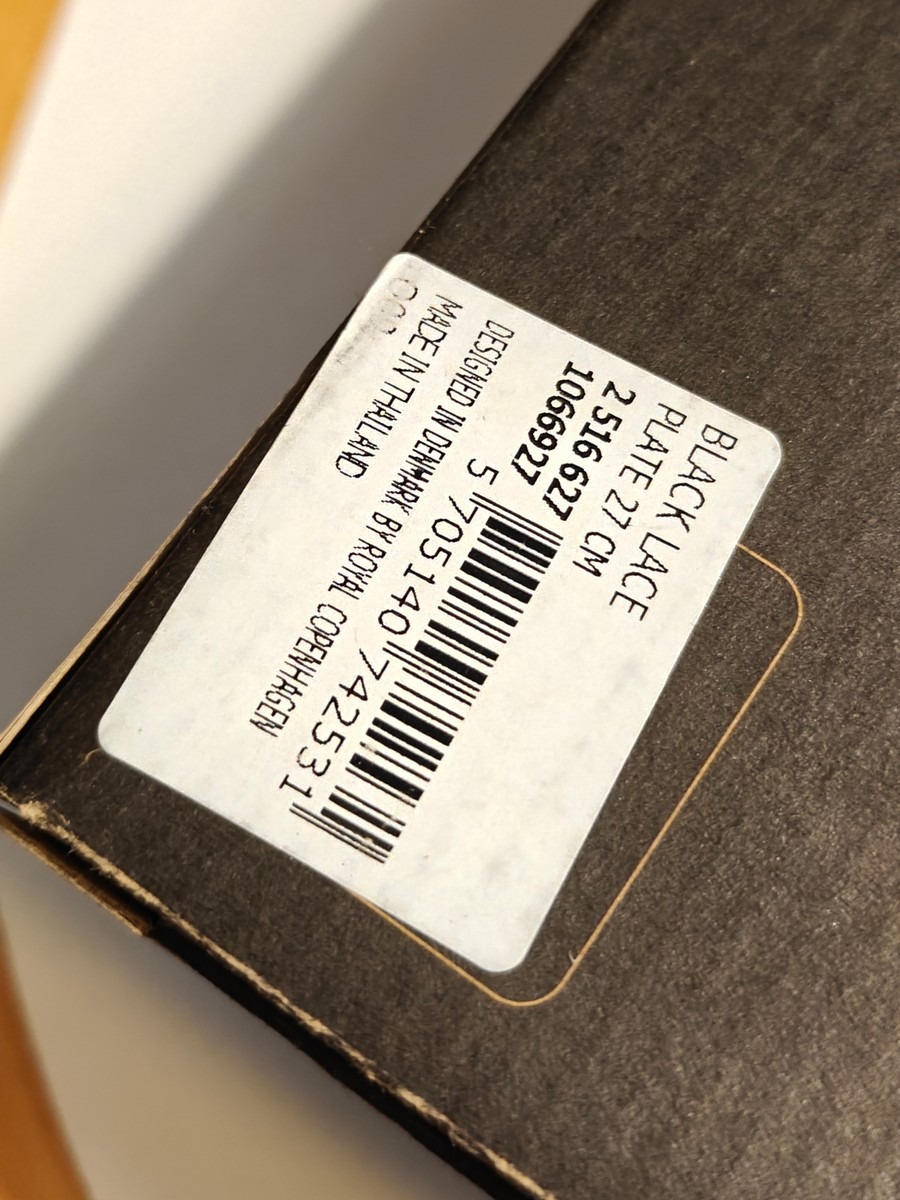 BLACK LACE
PLATE 27 CM
2 516 627
1066927
5 705140 742531
DESIGNED IN DENMARK BY ROYAL COPENHAGEN
MADE IN THAILAND